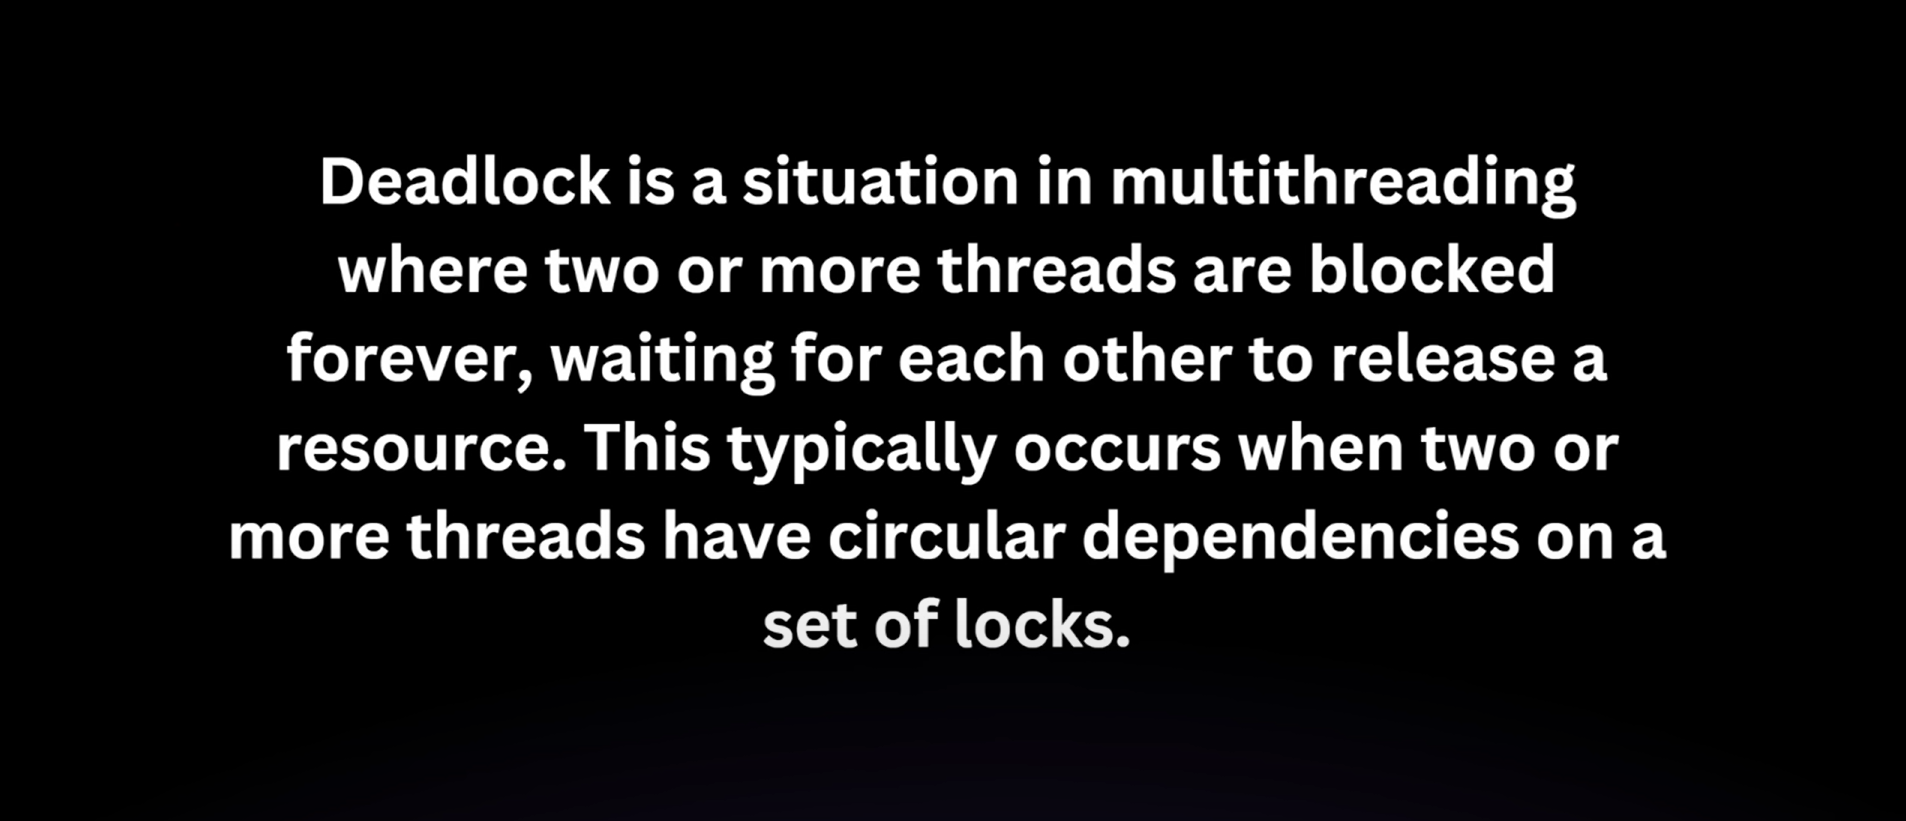 Deadlock is a situation in multithreading
where two or more threads are blocked
forever, waiting for each other to release a
resource. This typically occurs when two or
more threads have circular dependencies on a
set of locks.